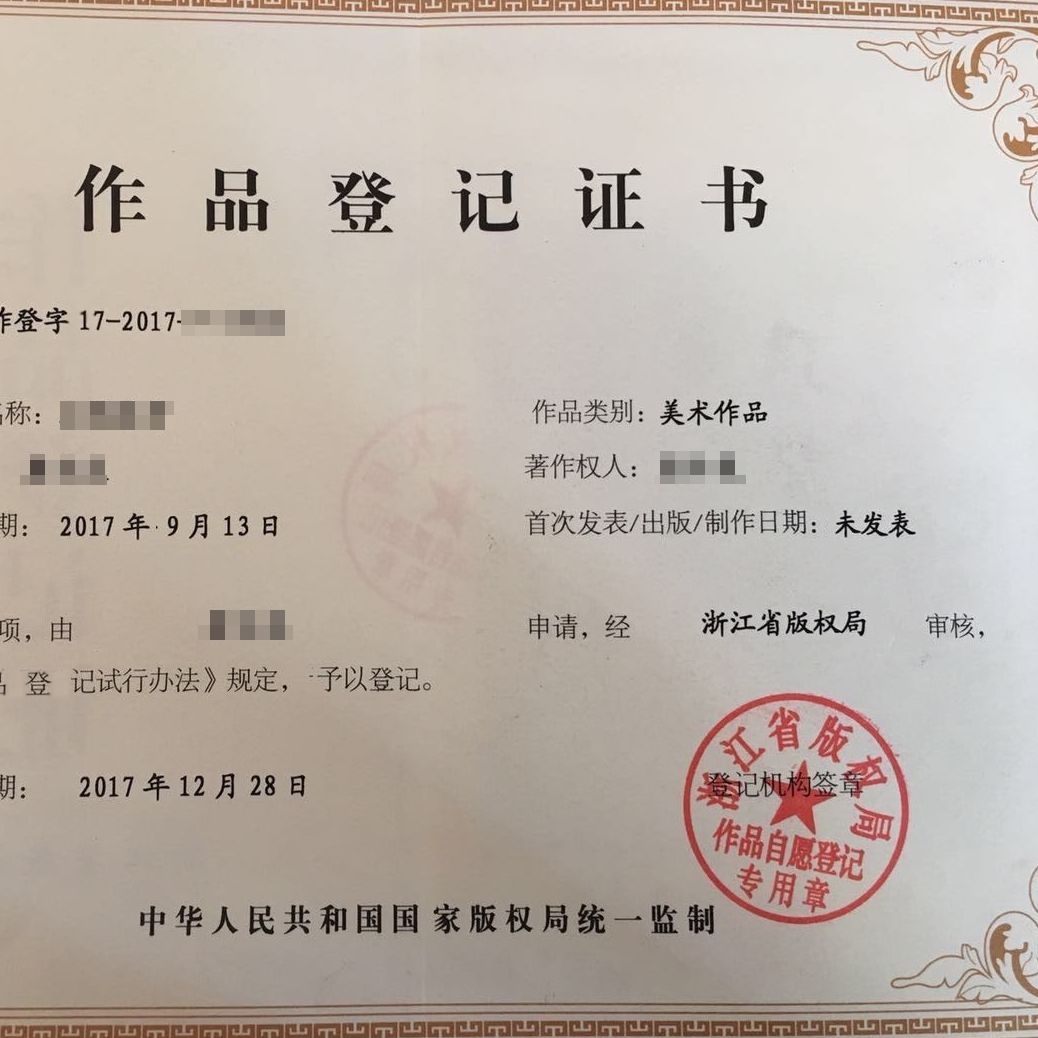 作品登记证书
作登字 17-2017-
名称：
作品类别：美术作品
著作权人：
期：2017 年 9 月 13 日
首次发表/出版/制作日期：未发表
项，由
申请，经 浙江省版权局 审核，
品登记试行办法》规定，予以登记。
期：2017 年 12 月 28 日
登记机构签章
浙江省版权局
作品自愿登记
专用章
中华人民共和国国家版权局统一监制